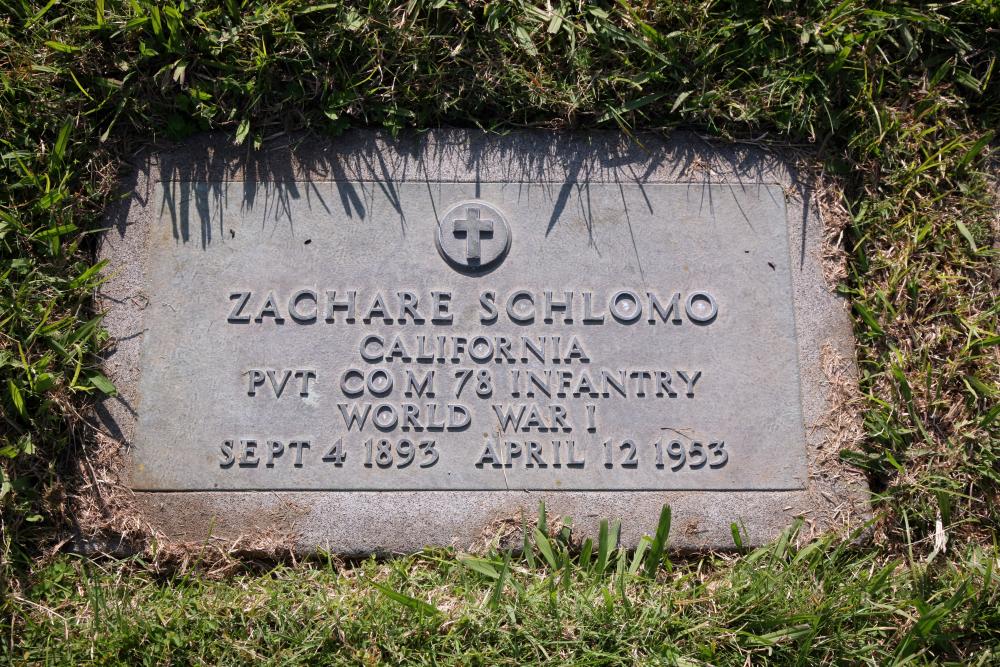 ZACHARE SCHLOMO
CALIFORNIA
PVT CO M 78 INFANTRY
WORLD WAR I
SEPT 4 1893 APRIL 12 1953